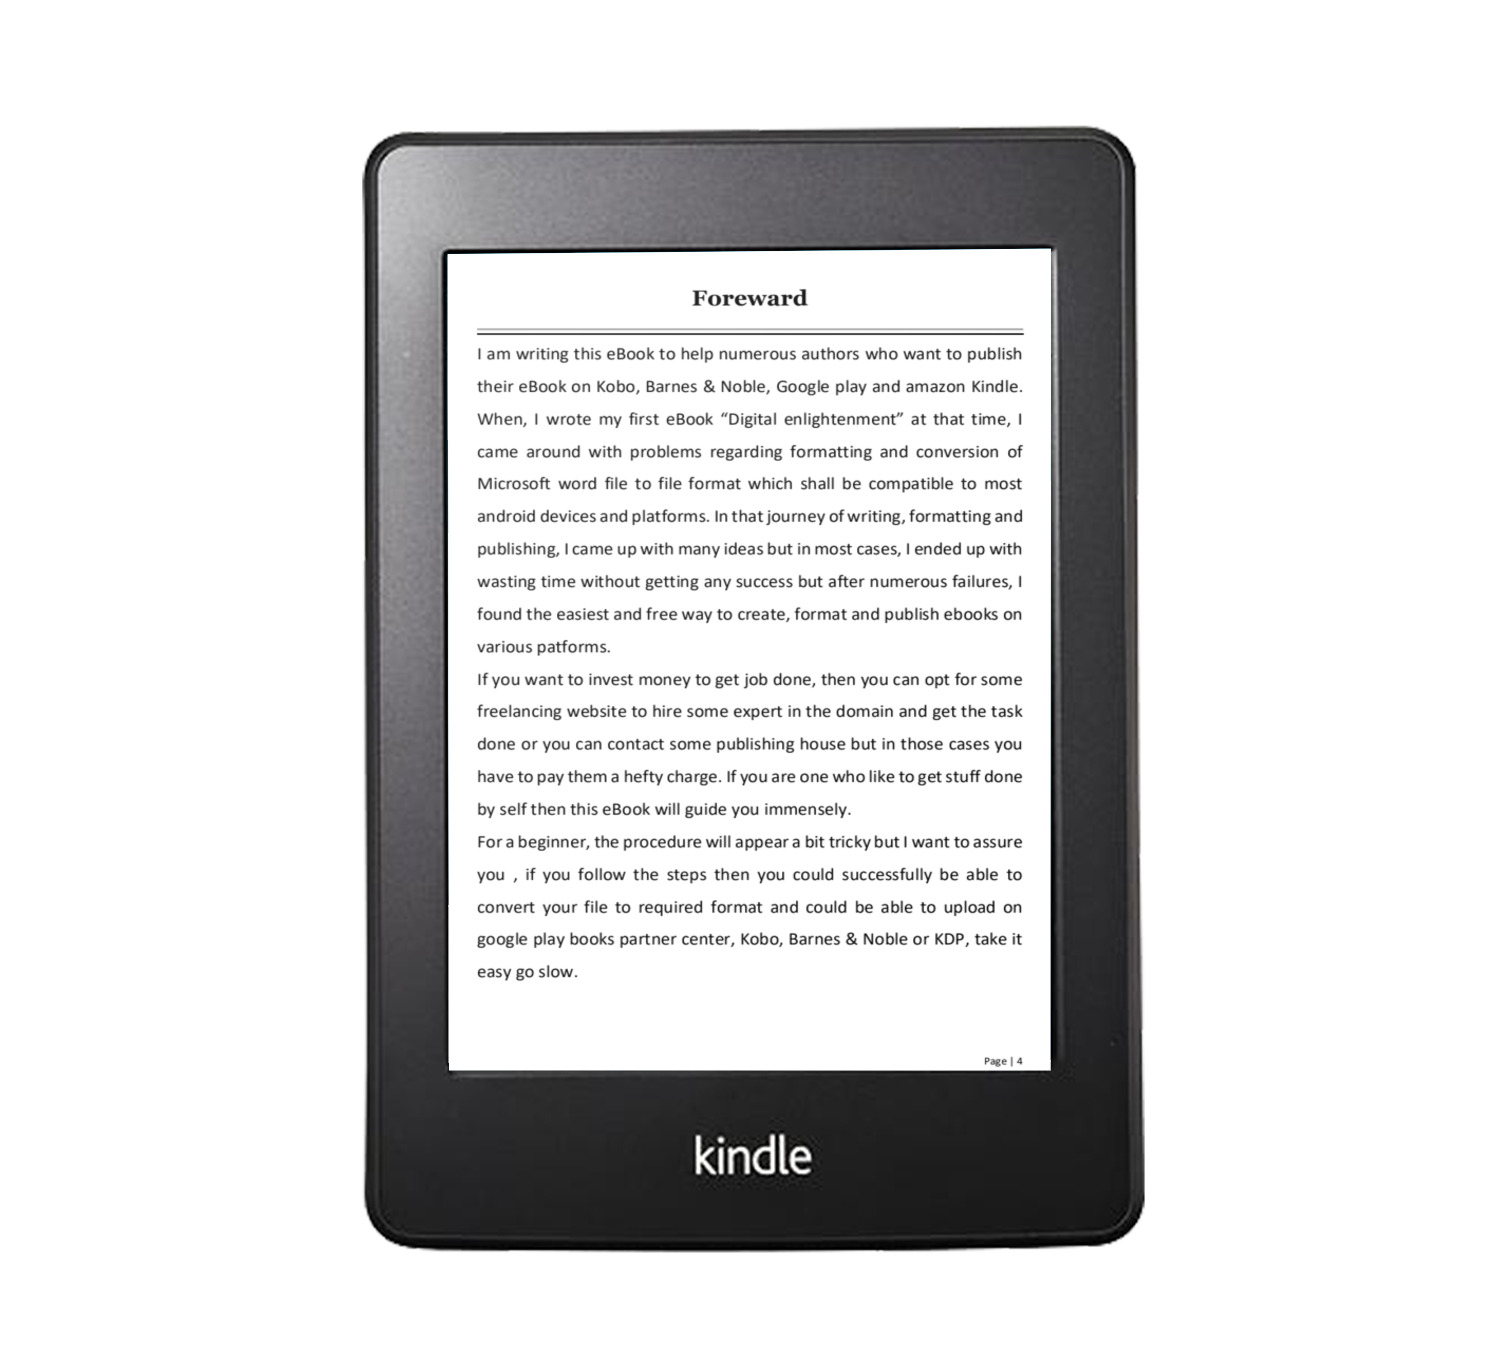 Foreward
I am writing this eBook to help numerous authors who want to publish
their eBook on Kobo, Barnes & Noble, Google play and amazon Kindle.
When, I wrote my first eBook “Digital enlightenment” at that time, I
came around with problems regarding formatting and conversion of
Microsoft word file to file format which shall be compatible to most
android devices and platforms. In that journey of writing, formatting and
publishing, I came up with many ideas but in most cases, I ended up with
wasting time without getting any success but after numerous failures, I
found the easiest and free way to create, format and publish ebooks on
various patforms.
If you want to invest money to get job done, then you can opt for some
freelancing website to hire some expert in the domain and get the task
done or you can contact some publishing house but in those cases you
have to pay them a hefty charge. If you are one who like to get stuff done
by self then this eBook will guide you immensely.
For a beginner, the procedure will appear a bit tricky but I want to assure
you , if you follow the steps then you could successfully be able to
convert your file to required format and could be able to upload on
google play books partner center, Kobo, Barnes & Noble or KDP, take it
easy go slow.
Page | 4
kindle